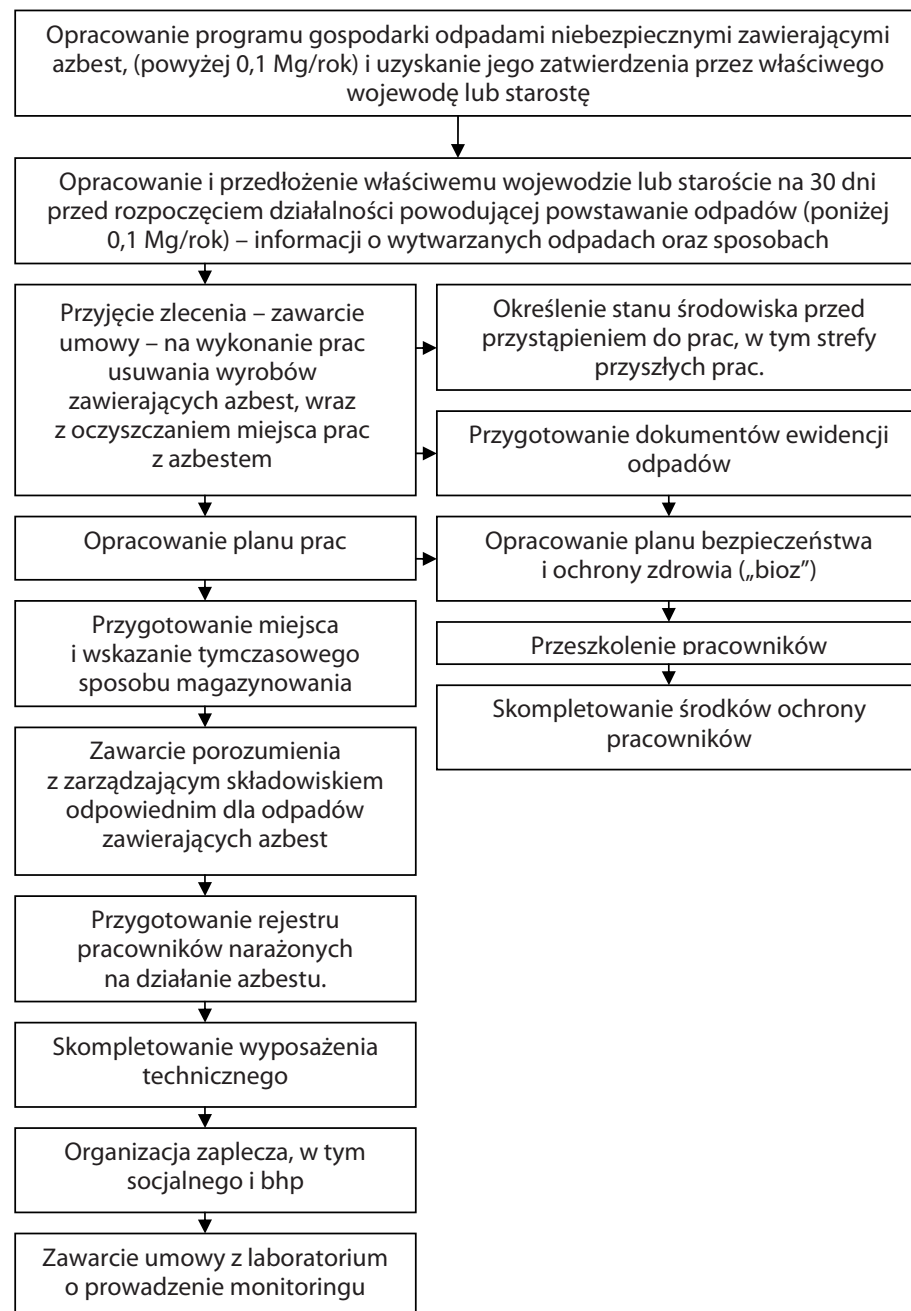 Opracowanie programu gospodarki odpadami niebezpiecznymi zawierającymi
azbest, (powyżej 0,1 Mg/rok) i uzyskanie jego zatwierdzenia przez właściwego
wojewodę lub starostę
Opracowanie i przedłożenie właściwemu wojewodzie lub staroście na 30 dni
przed rozpoczęciem działalności powodującej powstawanie odpadów (poniżej
0,1 Mg/rok) – informacji o wytwarzanych odpadach oraz sposobach
Przyjęcie zlecenia – zawarcie
umowy – na wykonanie prac
usuwania wyrobów
zawierających azbest, wraz
z oczyszczaniem miejsca prac
z azbestem
Określenie stanu środowiska przed
przystąpieniem do prac, w tym strefy
przyszłych prac.
Przygotowanie dokumentów ewidencji
odpadów
Opracowanie planu prac
Opracowanie planu bezpieczeństwa
i ochrony zdrowia („bioz”)
Przygotowanie miejsca
i wskazanie tymczasowego
sposobu magazynowania
Przeszkolenie pracowników
Skompletowanie środków ochrony
pracowników
Zawarcie porozumienia
z zarządzającym składowiskiem
odpowiednim dla odpadów
zawierających azbest
Przygotowanie rejestru
pracowników narażonych
na działanie azbestu.
Skompletowanie wyposażenia
technicznego
Organizacja zaplecza, w tym
socjalnego i bhp
Zawarcie umowy z laboratorium
o prowadzenie monitoringu